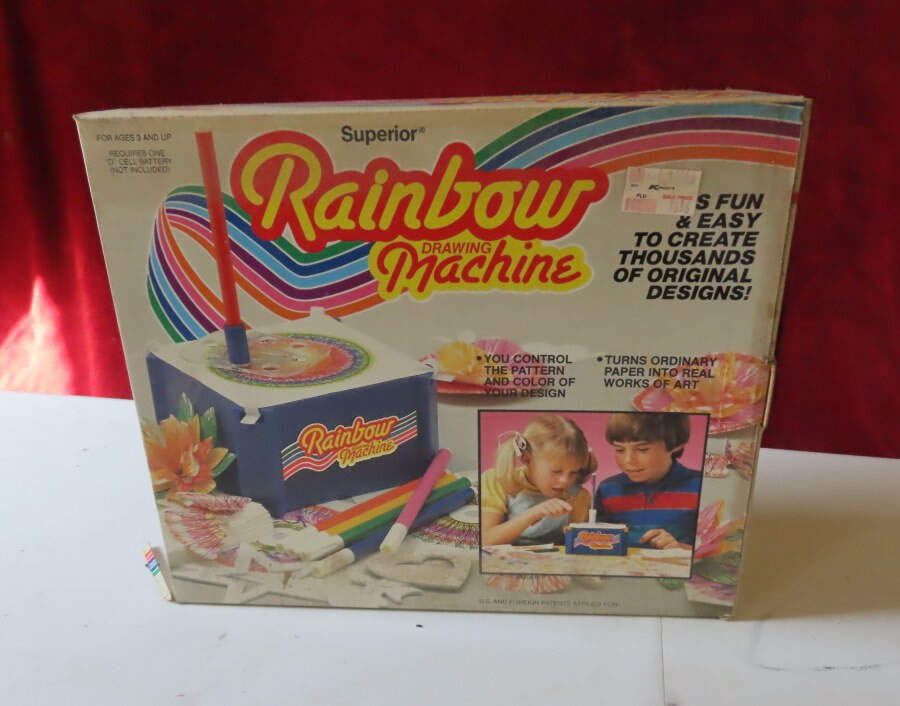 FOR AGES 3 AND UP
REQUIRES ONE
"D" CELL BATTERY
(NOT INCLUDED)
Superior®
Rainbow
DRAWING
Machine
PLU
S FUN
& EASY
TO CREATE
THOUSANDS
OF ORIGINAL
DESIGNS!
•YOU CONTROL
THE PATTERN
AND COLOR OF
YOUR DESIGN
•TURNS ORDINARY
PAPER INTO REAL
WORKS OF ART
Rainbow
Machine
Rainbow
U.S. AND FOREIGN PATENTS APPLIED FOR